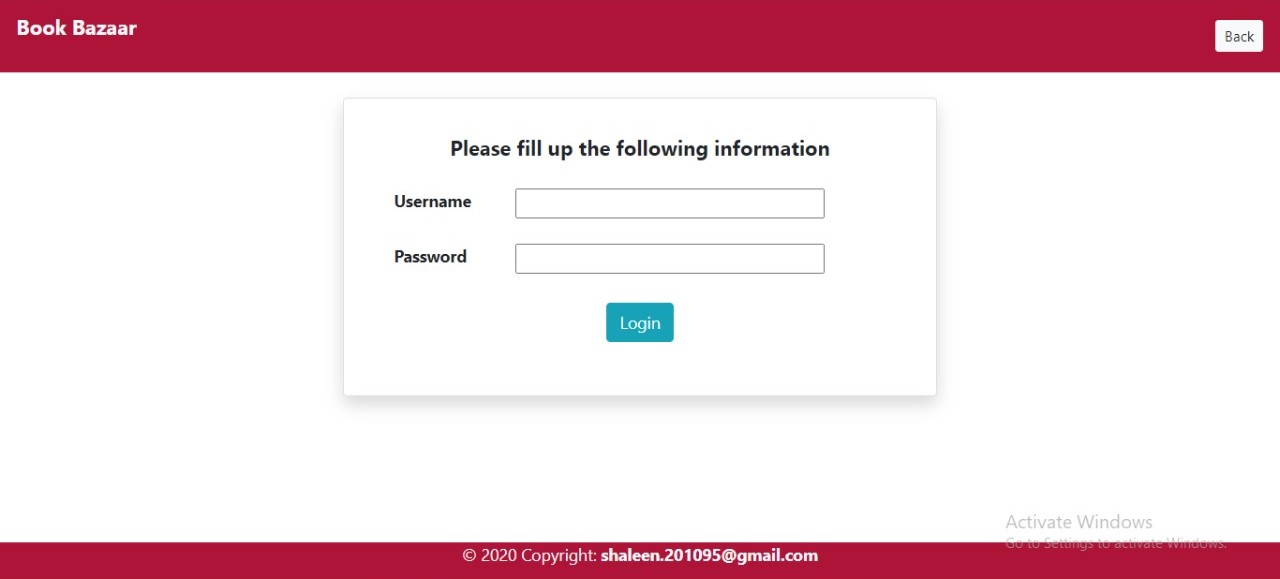 Book Bazaar
Back
Please fill up the following information
Username
Password
Login
Activate Windows
Go to Settings to activate Windows.
© 2020 Copyright: shaleen.201095@gmail.com